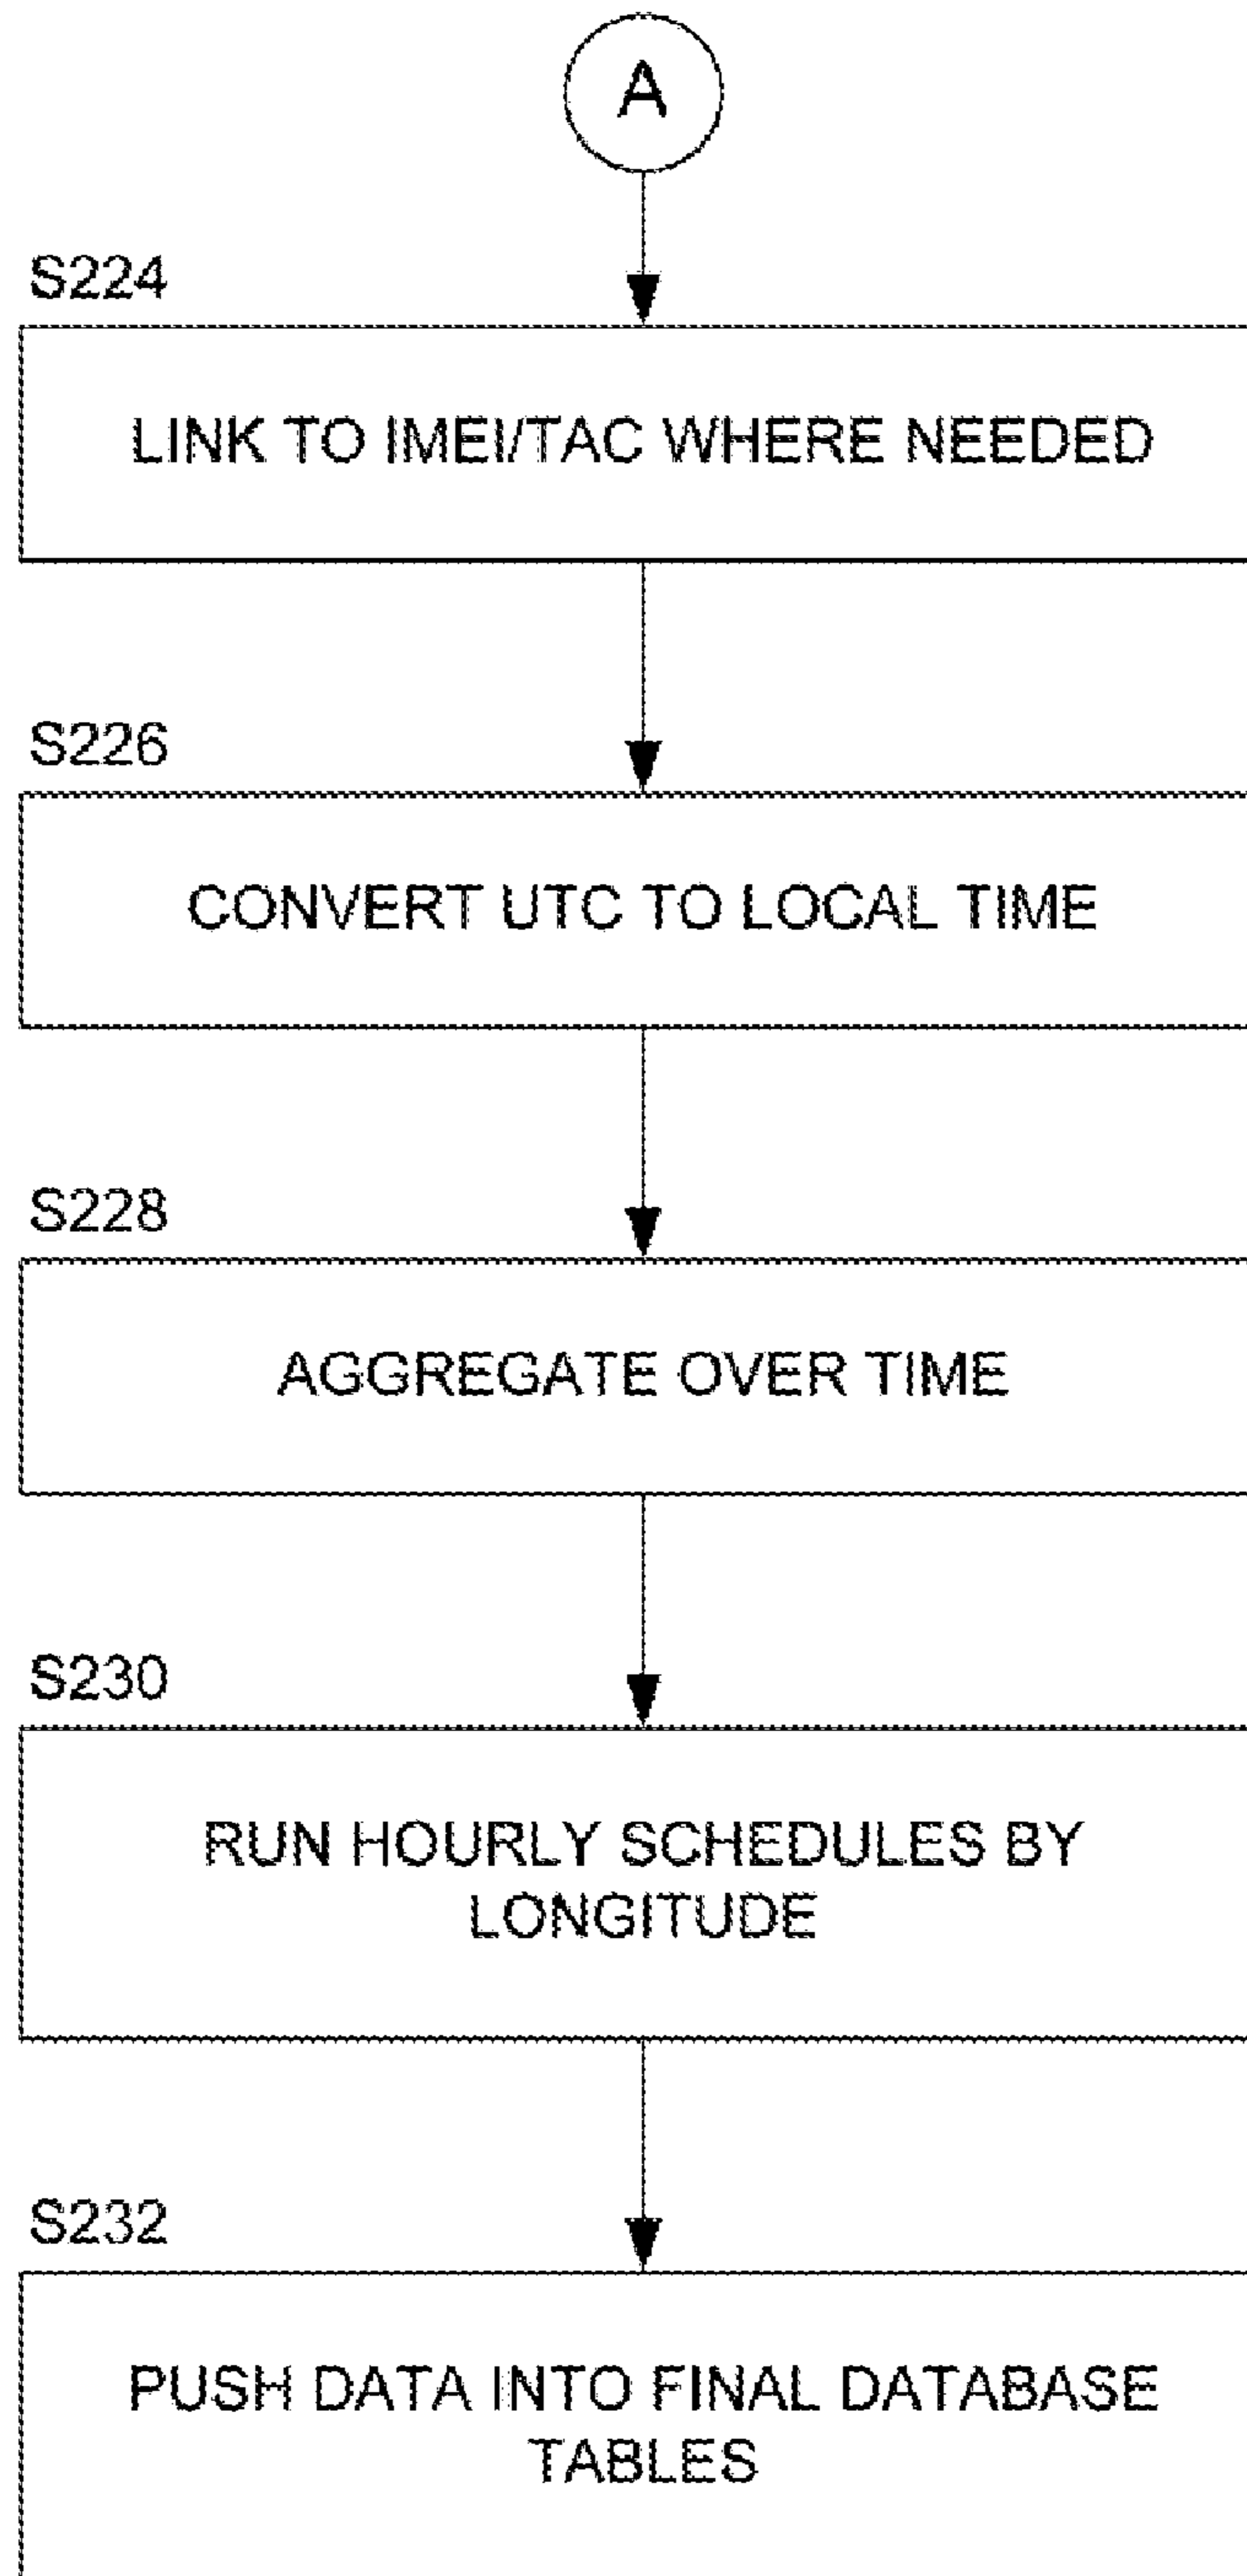 A
S224
LINK TO IMEI/TAC WHERE NEEDED
S226
CONVERT UTC TO LOCAL TIME
S228
AGGREGATE OVER TIME
S230
RUN HOURLY SCHEDULES BY
LONGITUDE
S232
PUSH DATA INTO FINAL DATABASE
TABLES